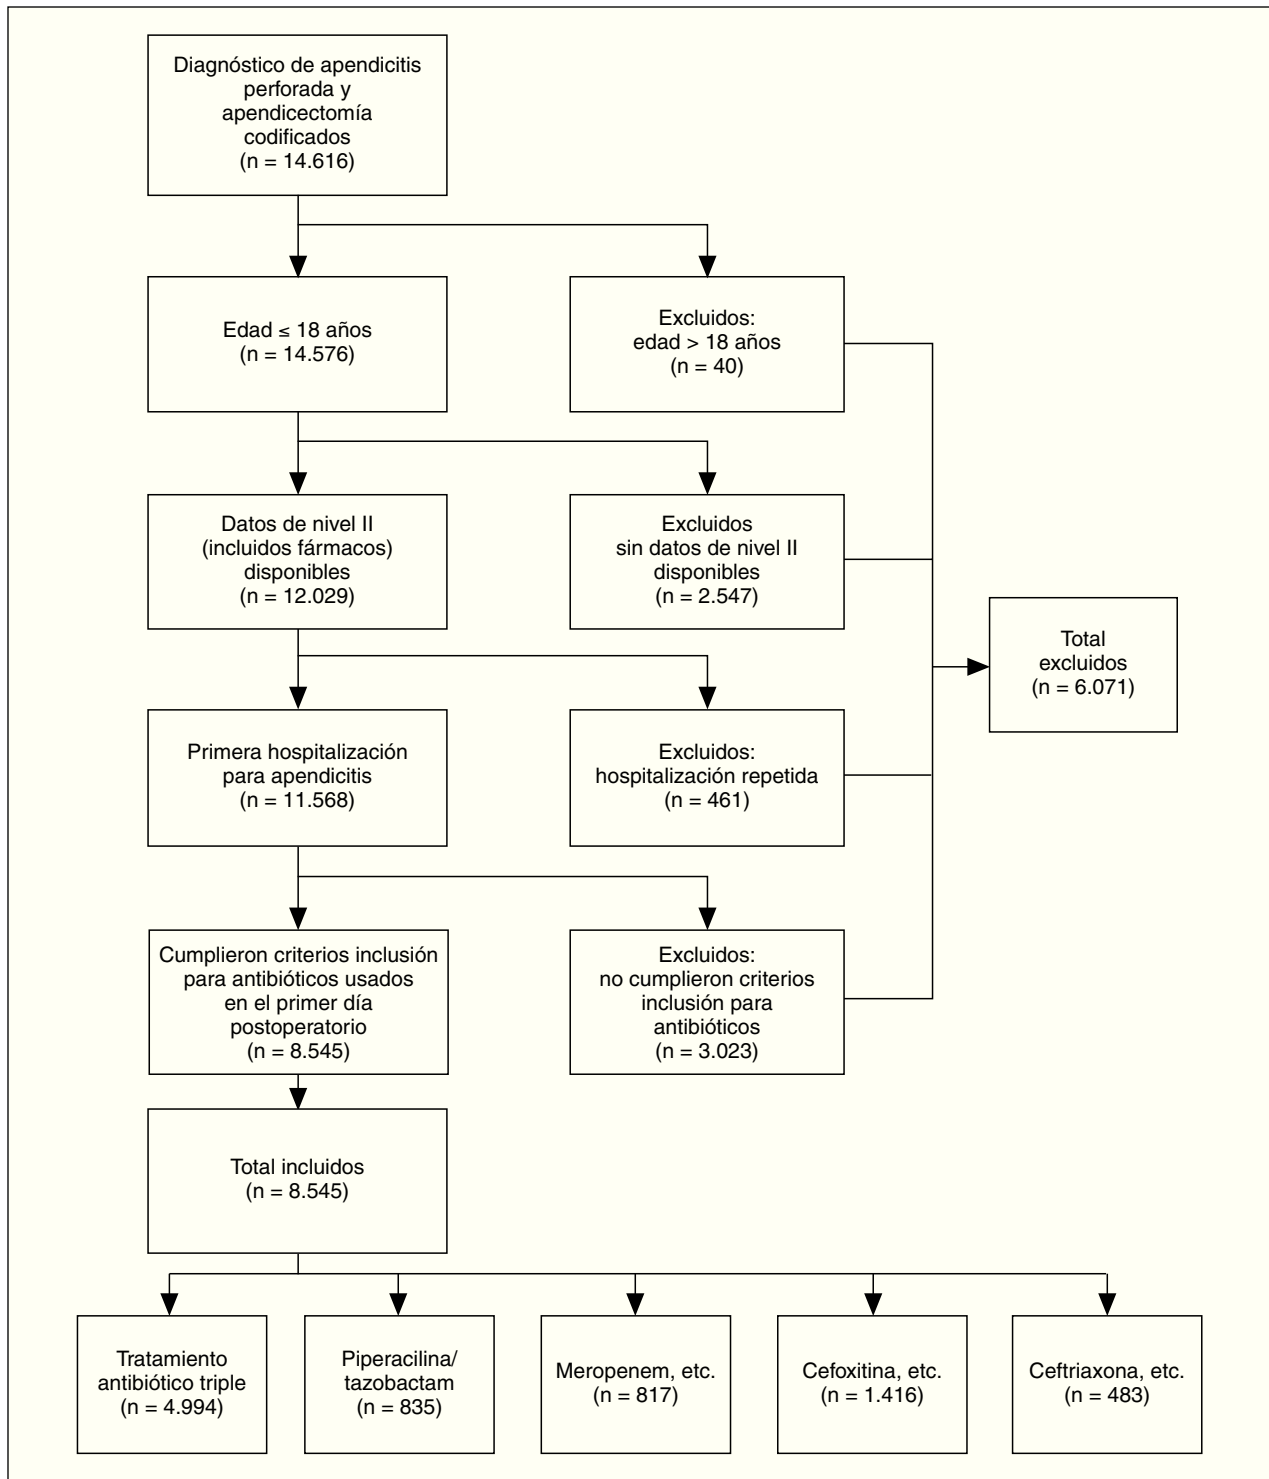 Diagnóstico de apendicitis
perforada y
apendicectomía
codificados
(n = 14.616)
Edad ≤ 18 años
(n = 14.576)
Excluidos:
edad > 18 años
(n = 40)
Datos de nivel II
(incluidos fármacos)
disponibles
(n = 12.029)
Excluidos
sin datos de nivel II
disponibles
(n = 2.547)
Total
excluidos
(n = 6.071)
Primera hospitalización
para apendicitis
(n = 11.568)
Excluidos:
hospitalización repetida
(n = 461)
Cumplieron criterios inclusión
para antibióticos usados
en el primer día
postoperatorio
(n = 8.545)
Excluidos:
no cumplieron criterios
inclusión para
antibióticos
(n = 3.023)
Total incluidos
(n = 8.545)
Tratamiento
antibiótico triple
(n = 4.994)
Piperacilina/
tazobactam
(n = 835)
Meropenem, etc.
(n = 817)
Cefoxitina, etc.
(n = 1.416)
Ceftriaxona, etc.
(n = 483)